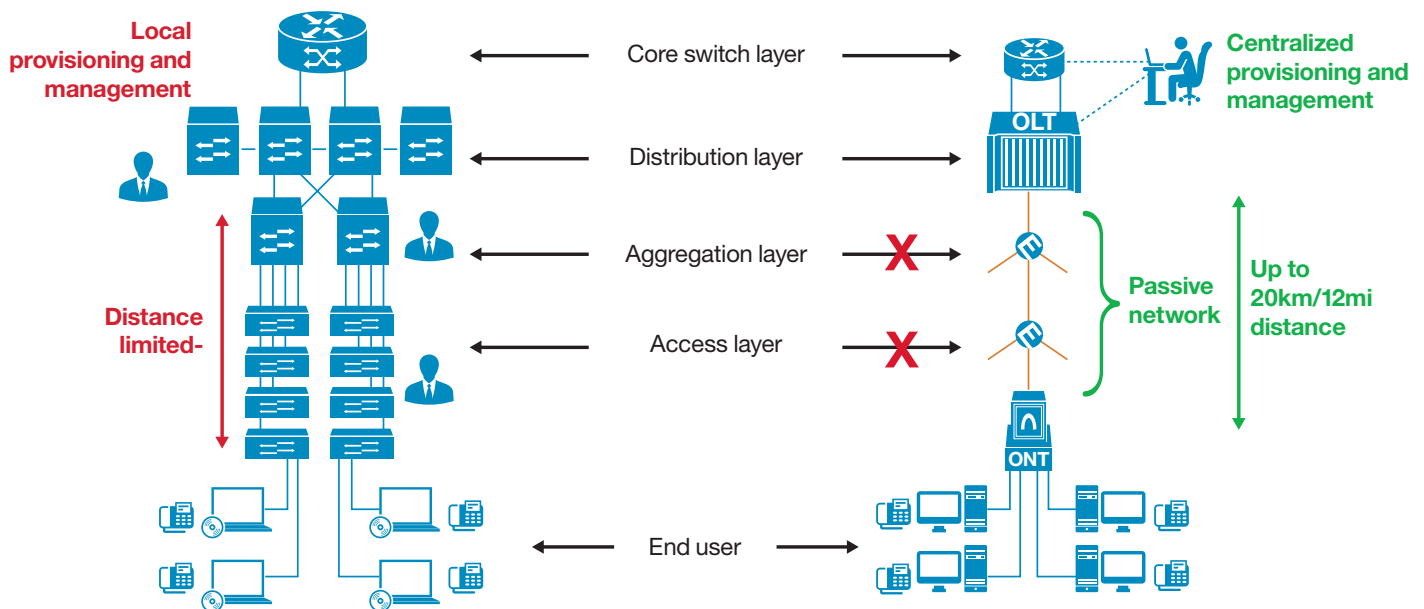 Local
provisioning and
management
Core switch layer
Centralized
provisioning and
management
OLT
Distribution layer
Aggregation layer
X
Passive
network
Up to
20km/12mi
distance
Distance
limited-
Access layer
X
ONT
End user